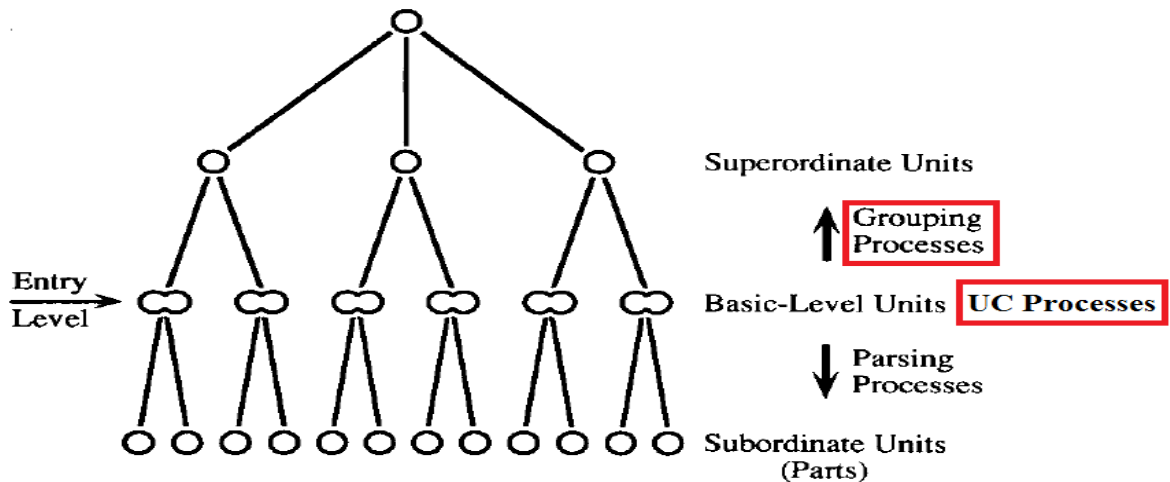 Superordinate Units
Grouping
Processes
Entry
Level
Basic-Level Units UC Processes
Parsing
Processes
Subordinate Units
(Parts)